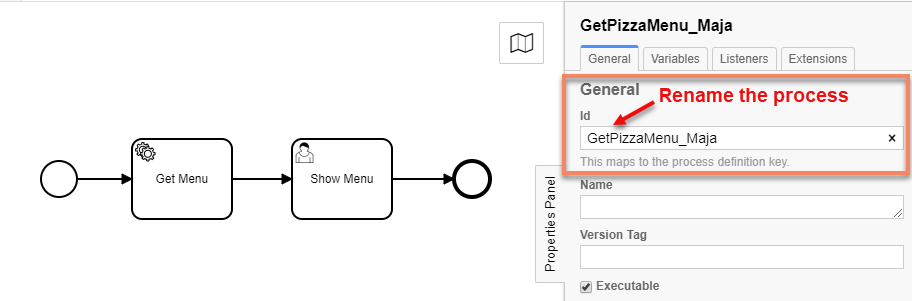 GetPizzaMenu_Maja
General Variables Listeners Extensions
General
Rename the process
Id
GetPizzaMenu_Maja ×
This maps to the process definition key.
Name
Version Tag
Executable
Properties Panel
Get Menu
Show Menu